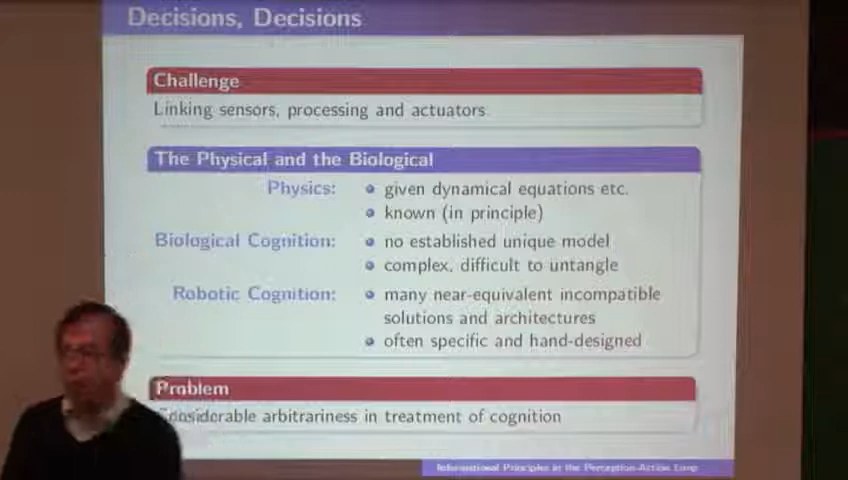 Decisions, Decisions
Challenge
Linking sensors, processing and actuators
The Physical and the Biological
Physics:
given dynamical equations etc.
known (in principle)
Biological Cognition:
no established unique model
complex, difficult to untangle
Robotic Cognition:
many near-equivalent incompatible
solutions and architectures
often specific and hand-designed
Problem
Considerable arbitrariness in treatment of cognition
Informational Principles in the Perception-Action Loop